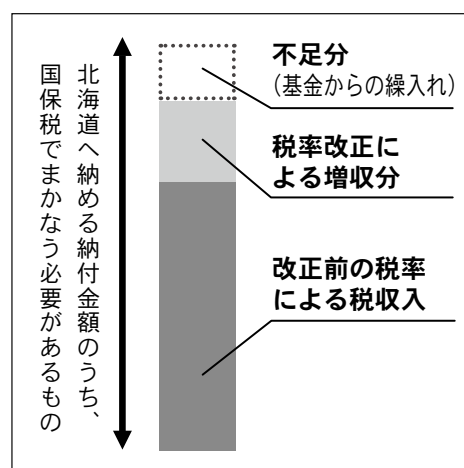 北海道へ納める納付金額のうち、
国保税でまかなう必要があるもの
不足分
（基金からの繰入れ）
税率改正に
よる増収分
改正前の税率
による税収入